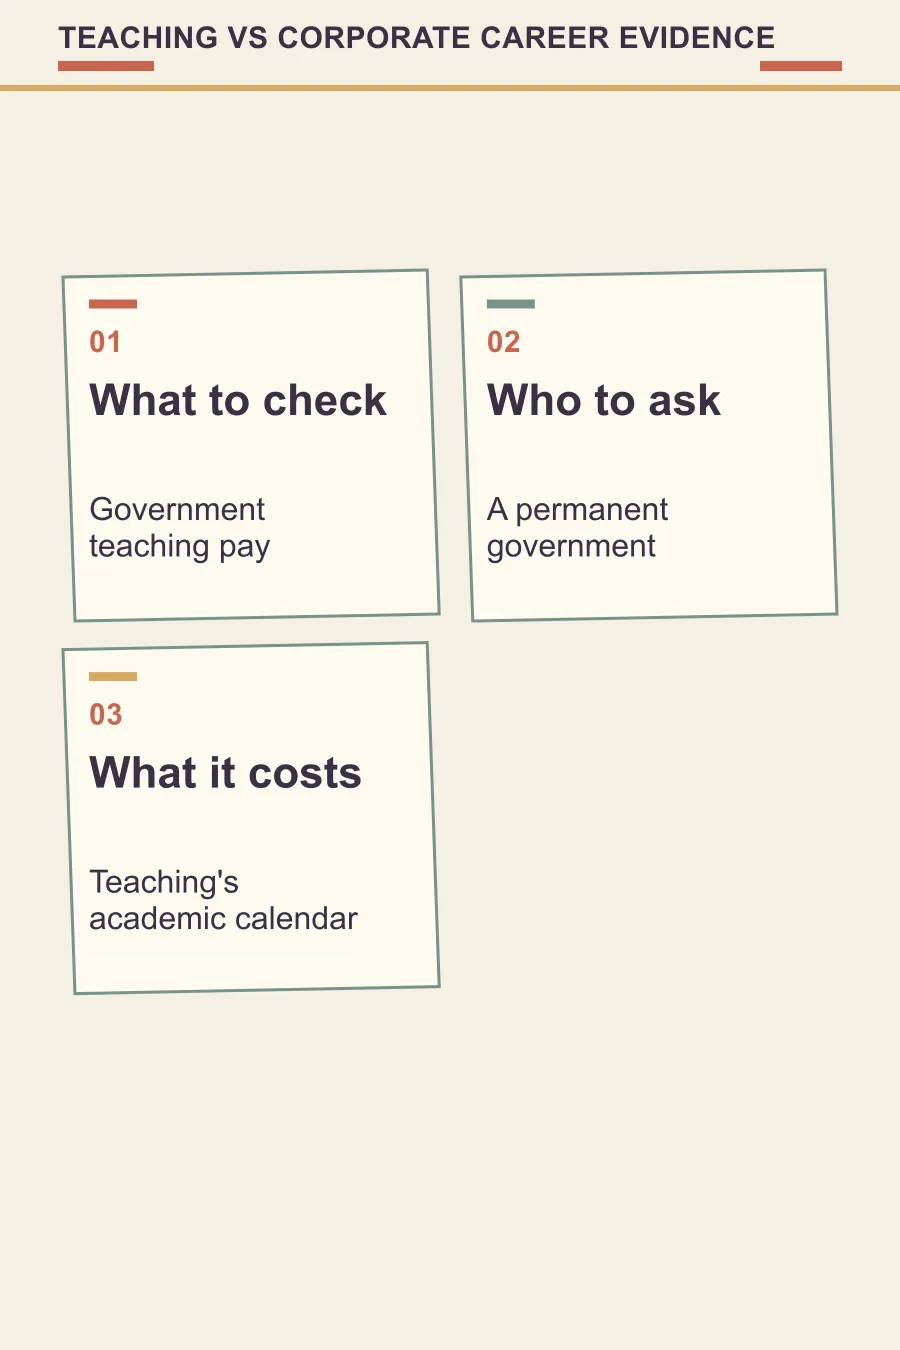 TEACHING VS CORPORATE CAREER EVIDENCE
01
What to check
Government
teaching pay
02
Who to ask
A permanent
government
03
What it costs
Teaching's
academic calendar